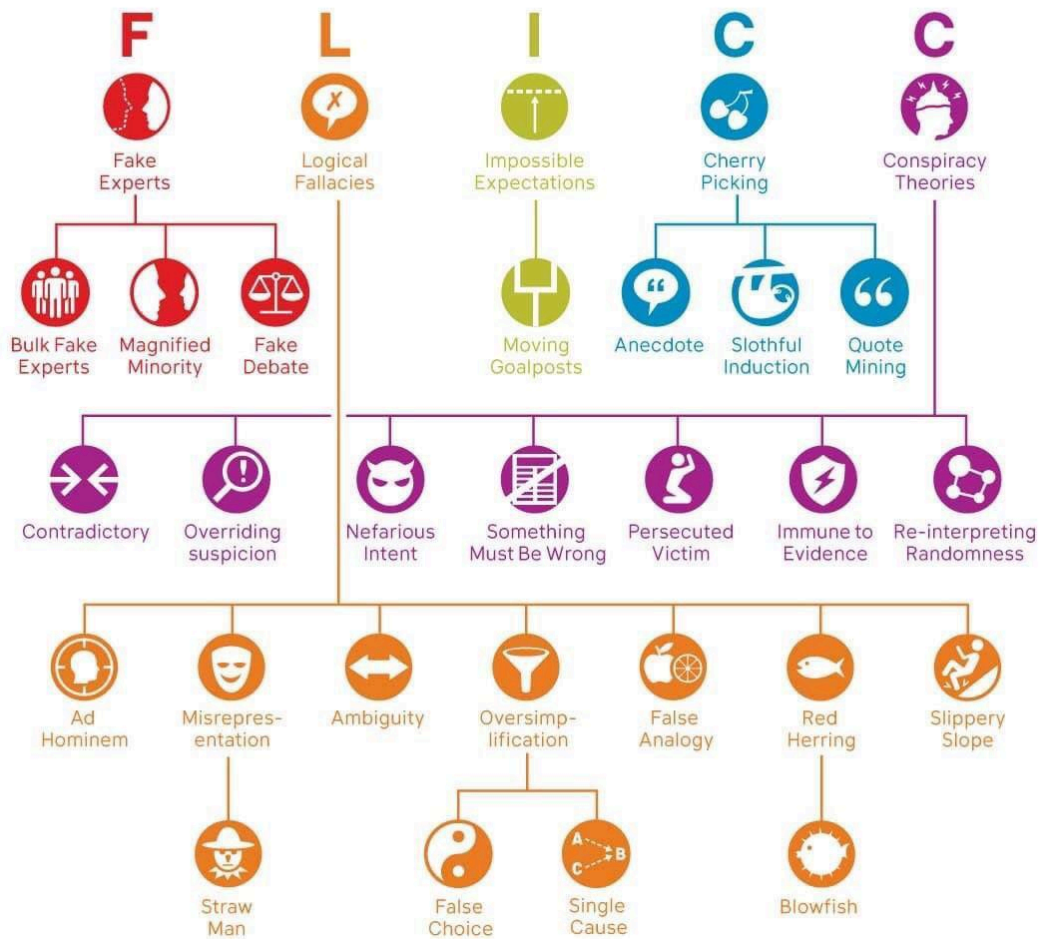 F L I C C
Fake
Experts
Logical
Fallacies
Impossible
Expectations
Cherry
Picking
Conspiracy
Theories
Bulk Fake
Experts
Magnified
Minority
Fake
Debate
Moving
Goalposts
Anecdote
Slothful
Induction
Quote
Mining
Contradictory
Overriding
suspicion
Nefarious
Intent
Something
Must Be Wrong
Persecuted
Victim
Immune to
Evidence
Re-interpreting
Randomness
Ad
Hominem
Misrepres-
entation
Ambiguity
Oversimp-
lification
False
Analogy
Red
Herring
Slippery
Slope
Straw
Man
False
Choice
A
B
C
Single
Cause
Blowfish